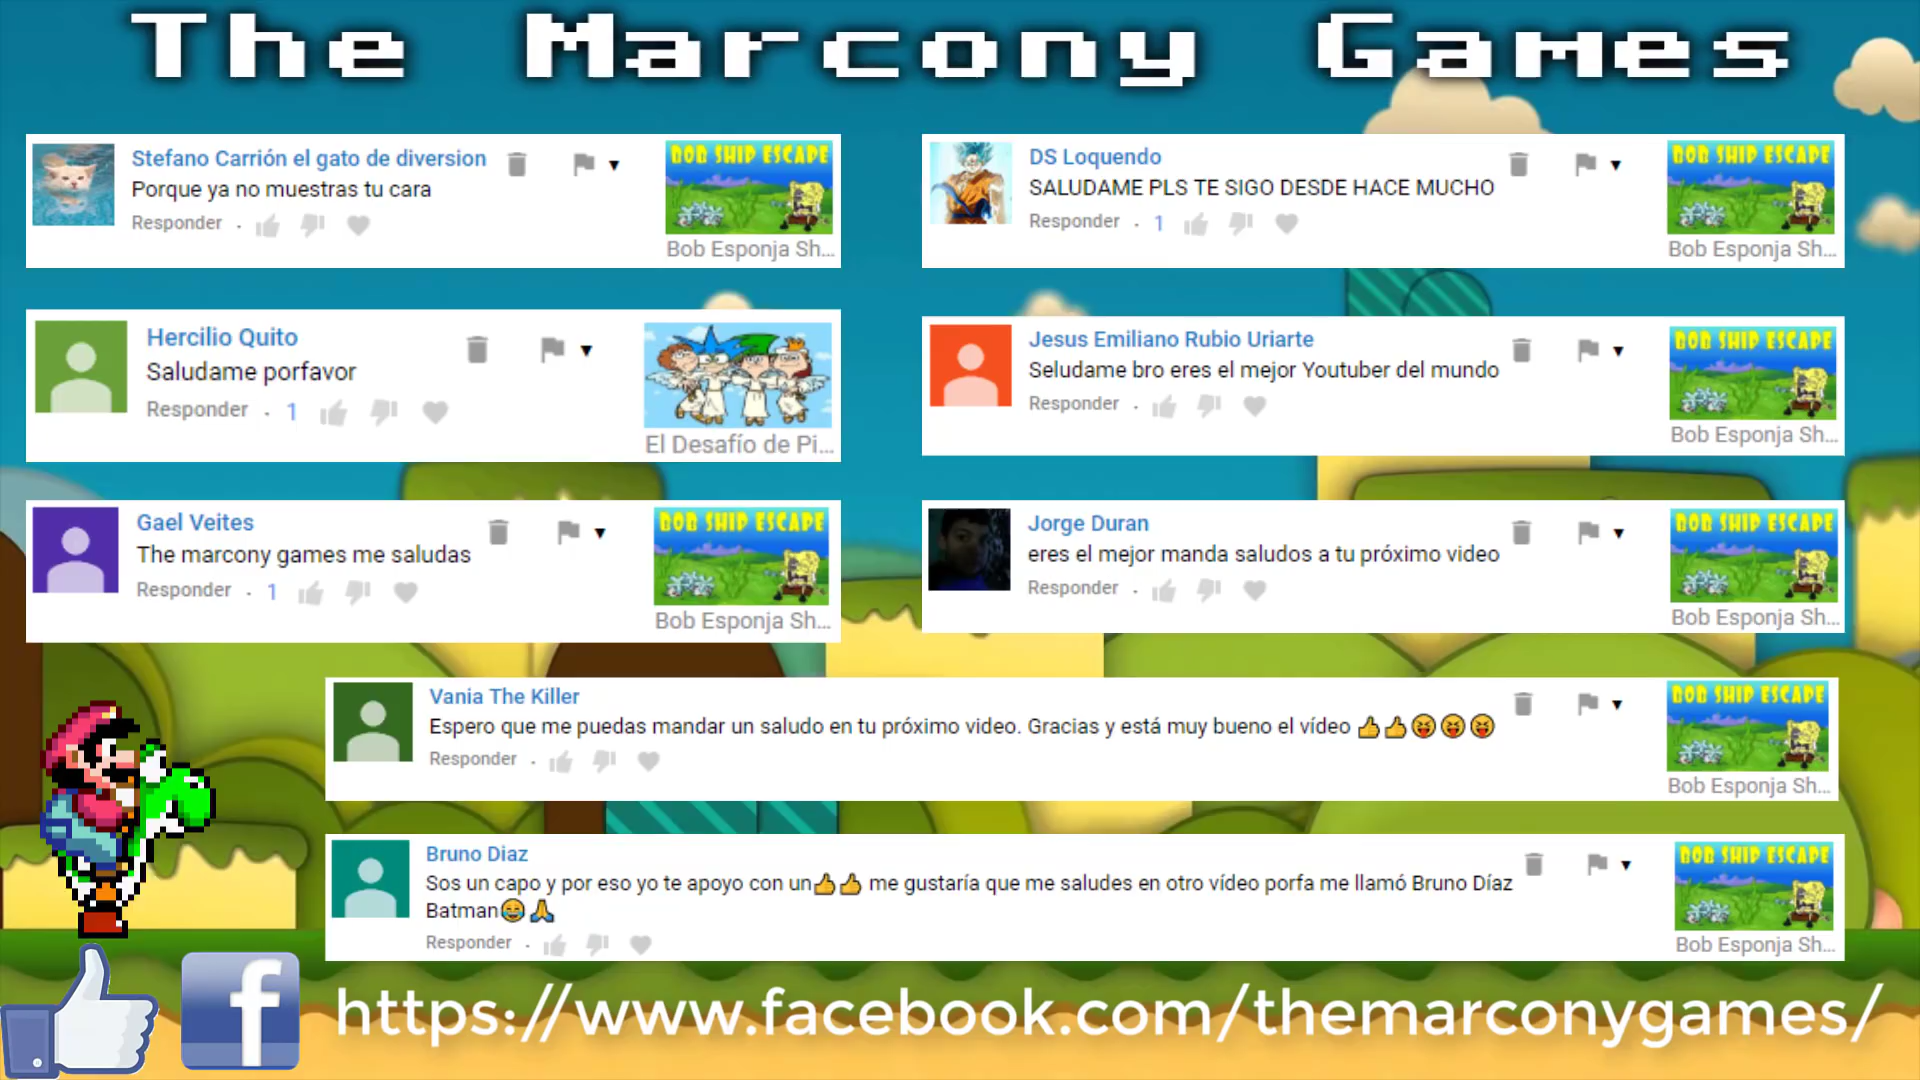 The Marcony Games
Stefano Carrión el gato de diversion
Porque ya no muestras tu cara
Responder
BOB SHIP ESCAPE
Bob Esponja Sh...
DS Loquendo
SALUDAME PLS TE SIGO DESDE HACE MUCHO
Responder · 1
BOB SHIP ESCAPE
Bob Esponja Sh...
Hercilio Quito
Saludame porfavor
Responder · 1
El Desafío de Pi...
Jesus Emiliano Rubio Uriarte
Seludame bro eres el mejor Youtuber del mundo
Responder
BOB SHIP ESCAPE
Bob Esponja Sh...
Gael Veites
The marcony games me saludas
Responder · 1
BOB SHIP ESCAPE
Bob Esponja Sh...
Jorge Duran
eres el mejor manda saludos a tu próximo video
Responder
BOB SHIP ESCAPE
Bob Esponja Sh...
Vania The Killer
Espero que me puedas mandar un saludo en tu próximo video. Gracias y está muy bueno el vídeo 👍👍😝😝😝
Responder
BOB SHIP ESCAPE
Bob Esponja Sh...
Bruno Diaz
Sos un capo y por eso yo te apoyo con un👍👍 me gustaría que me saludes en otro vídeo porfa me llamó Bruno Díaz
Batman😂🙏
Responder
BOB SHIP ESCAPE
Bob Esponja Sh...
f https://www.facebook.com/themarconygames/